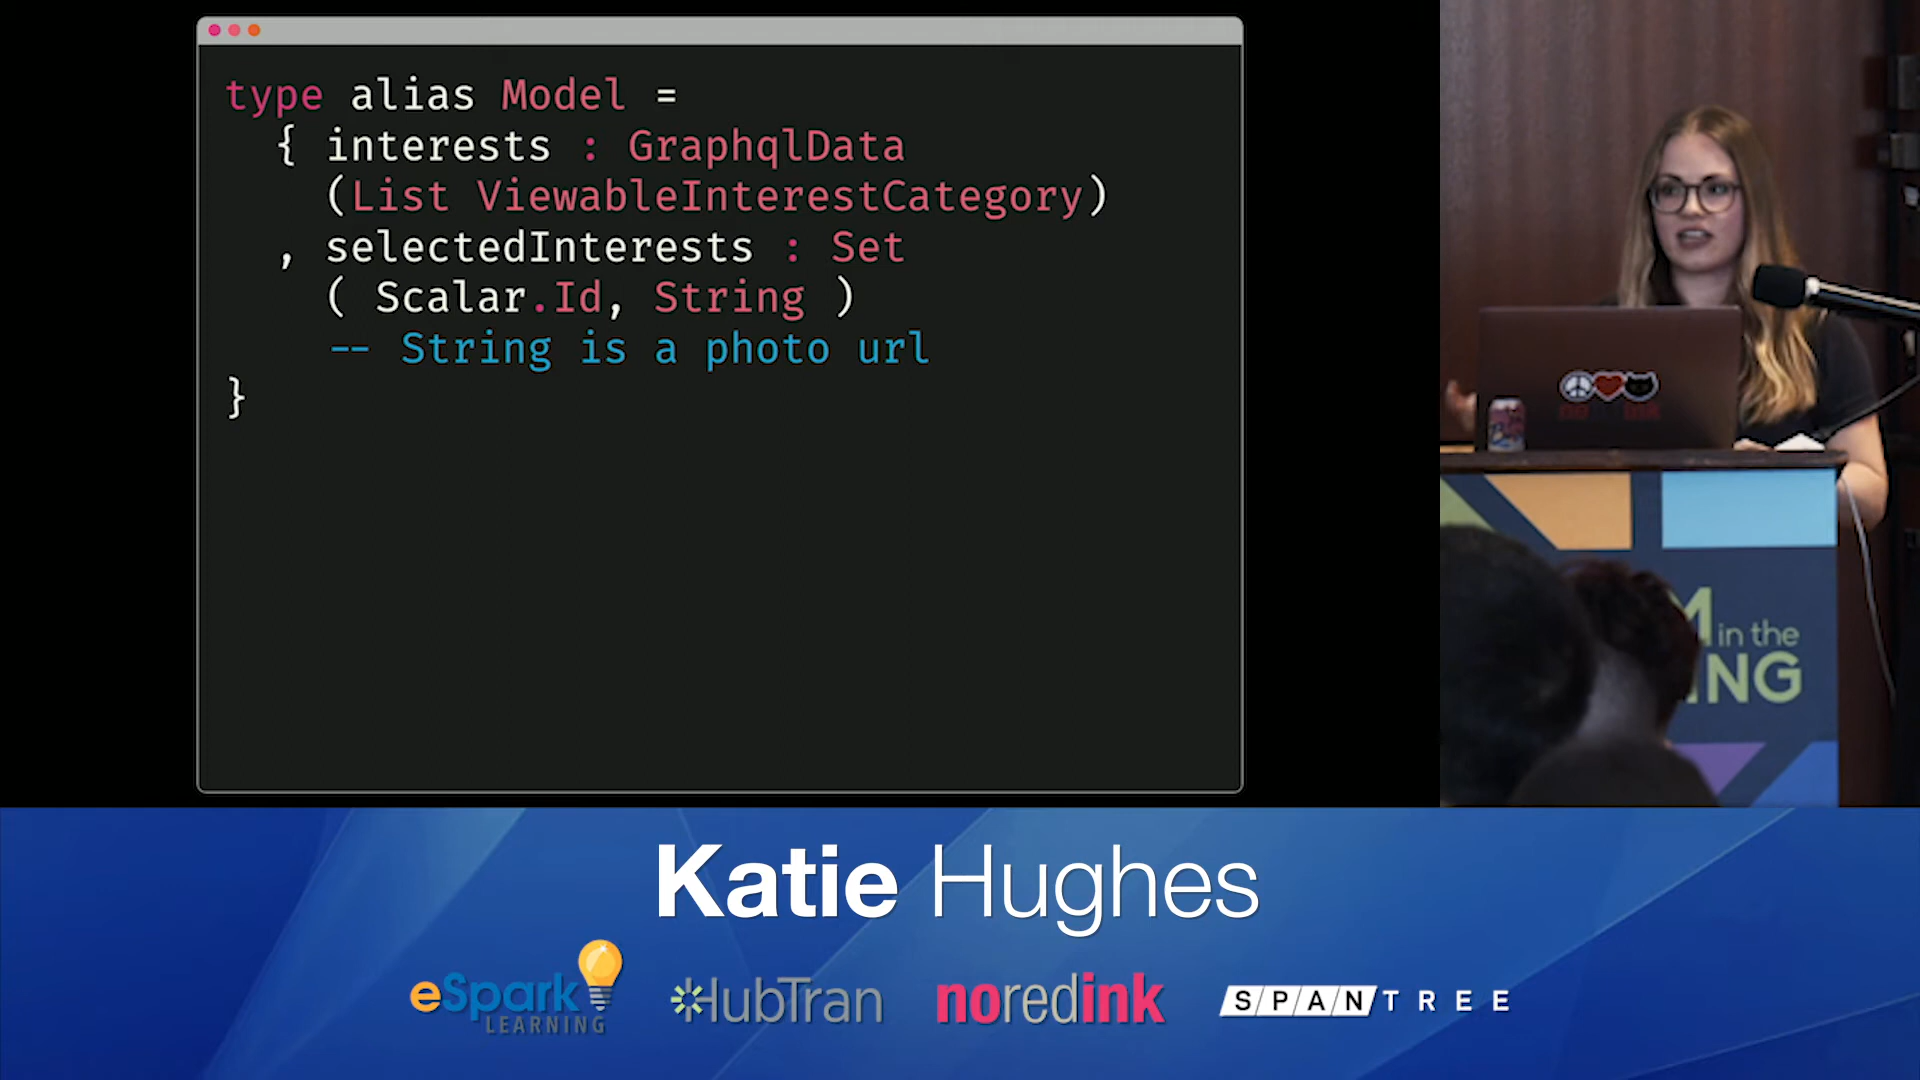 type alias Model =
{ interests : GraphqlData
(List ViewableInterestCategory)
, selectedInterests : Set
( Scalar.Id, String )
-- String is a photo url
}
in the
ING
Katie Hughes
eSpark
LEARNING
HubTran
noredink
SPANTREE